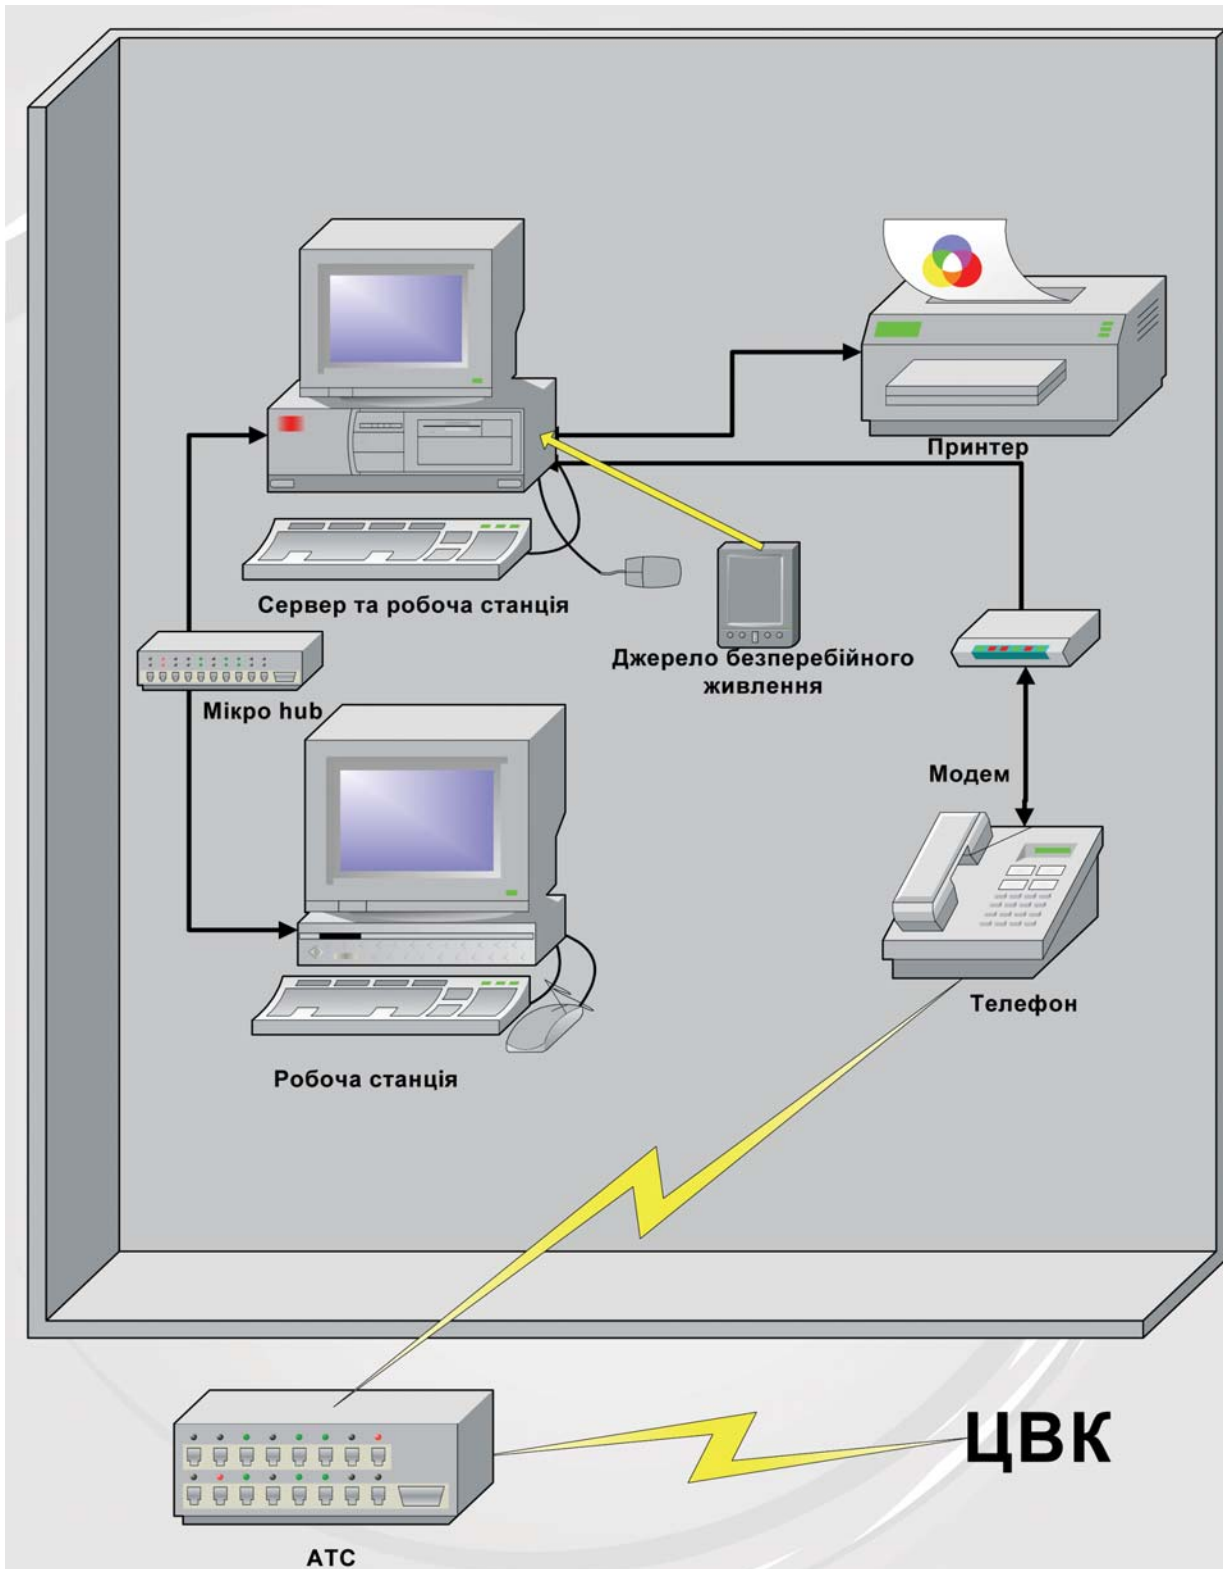 Принтер
Сервер та робоча станція
Джерело безперебійного
живлення
Мікро hub
Модем
Телефон
Робоча станція
ЦВК
АТС